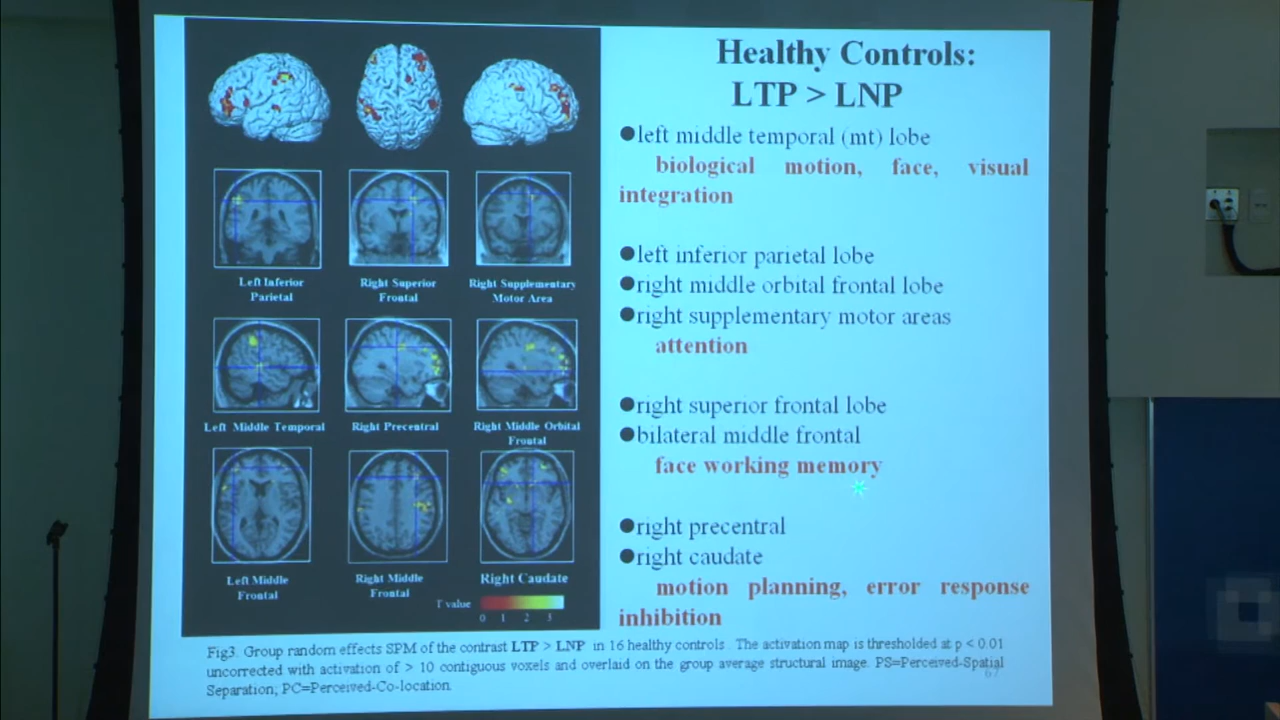 Healthy Controls:
LTP > LNP
●left middle temporal (mt) lobe
biological motion, face, visual
integration
●left inferior parietal lobe
●right middle orbital frontal lobe
●right supplementary motor areas
attention
●right superior frontal lobe
●bilateral middle frontal
face working memory
●right precentral
●right caudate
motion planning, error response
inhibition
Left Inferior
Parietal
Right Superior
Frontal
Right Supplementary
Motor Area
Left Middle Temporal
Right Precentral
Right Middle Orbital
Frontal
Left Middle
Frontal
Right Middle
Frontal
Right Caudate
T value
0 1 2 3
Fig3. Group random effects SPM of the contrast LTP > LNP in 16 healthy controls. The activation map is thresholded at p < 0.01
uncorrected with activation of > 10 contiguous voxels and overlaid on the group average structural image. PS=Perceived-Spatial
Separation; PC=Perceived-Co-location.
67